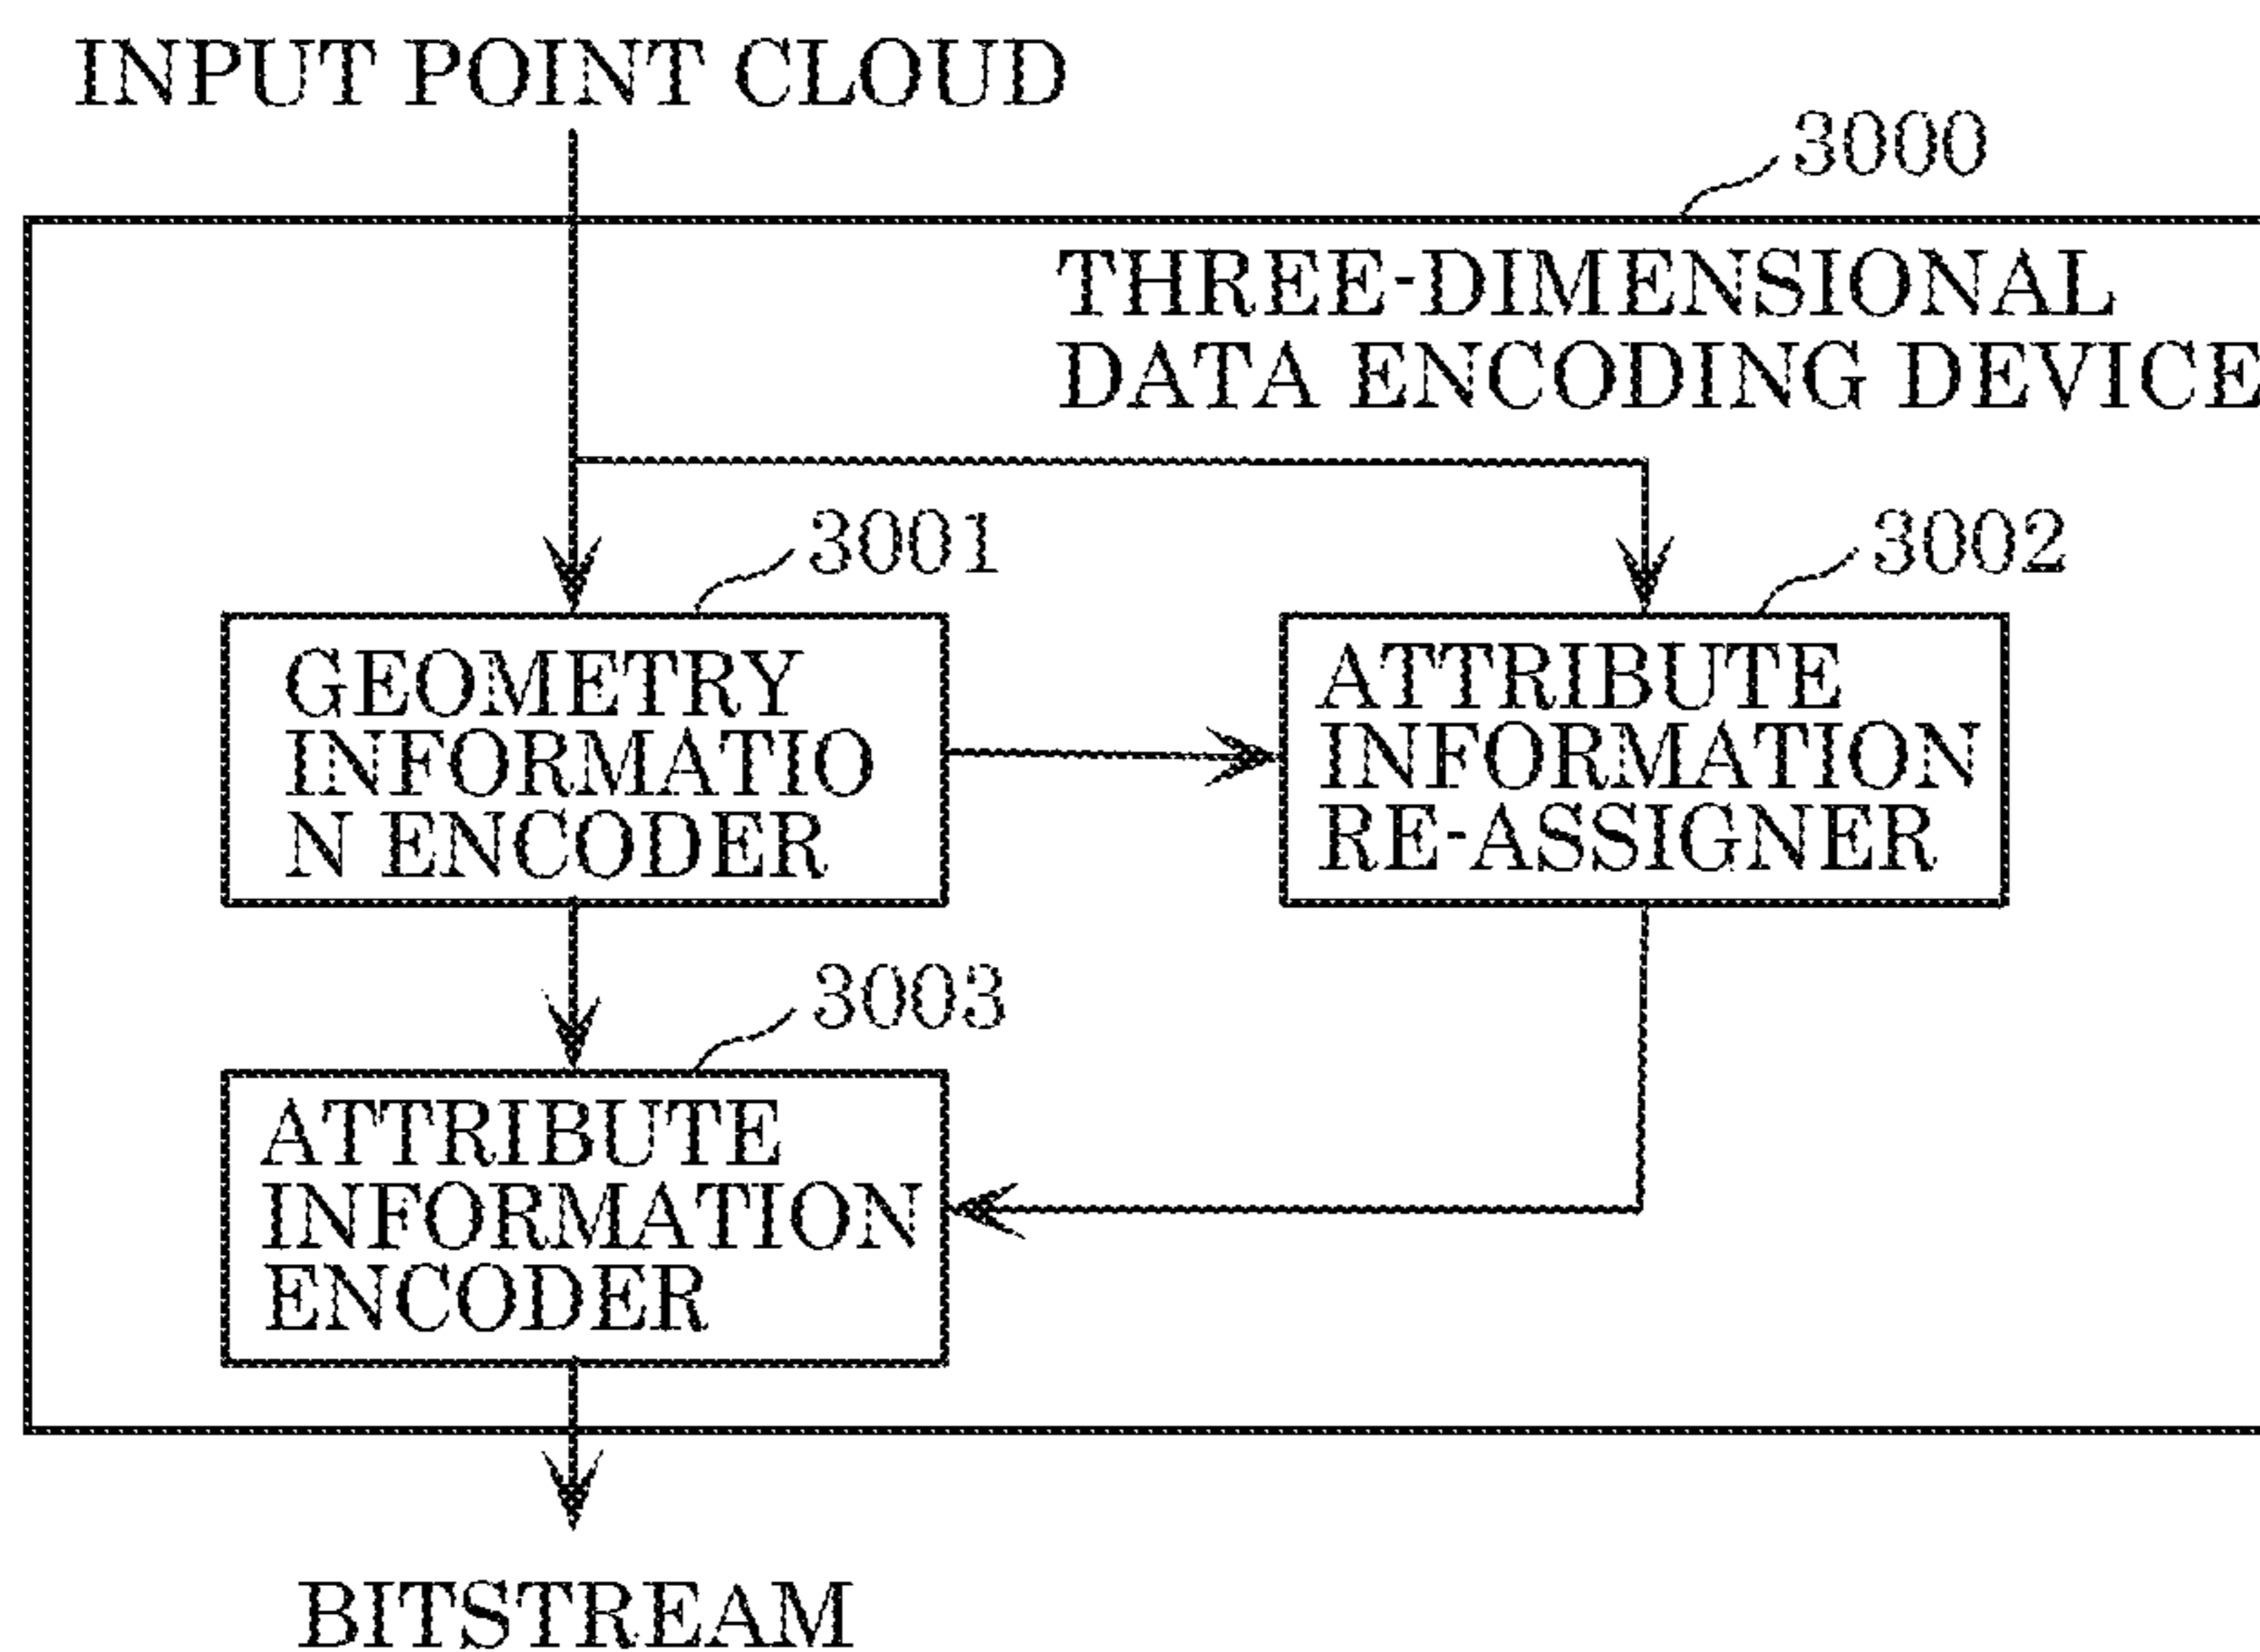 INPUT POINT CLOUD
3000
THREE-DIMENSIONAL
DATA ENCODING DEVICE
3001
3002
GEOMETRY
INFORMATIO
N ENCODER
ATTRIBUTE
INFORMATION
RE-ASSIGNER
3003
ATTRIBUTE
INFORMATION
ENCODER
BITSTREAM